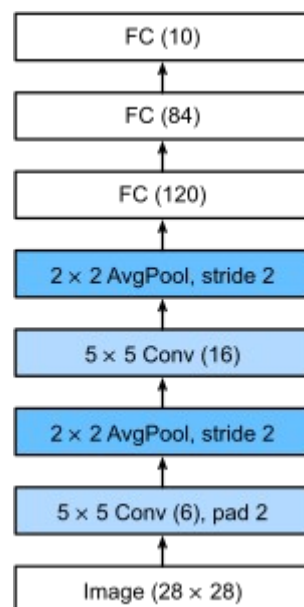 FC (10)
FC (84)
FC (120)
2 × 2 AvgPool, stride 2
5 × 5 Conv (16)
2 × 2 AvgPool, stride 2
5 × 5 Conv (6), pad 2
Image (28 × 28)